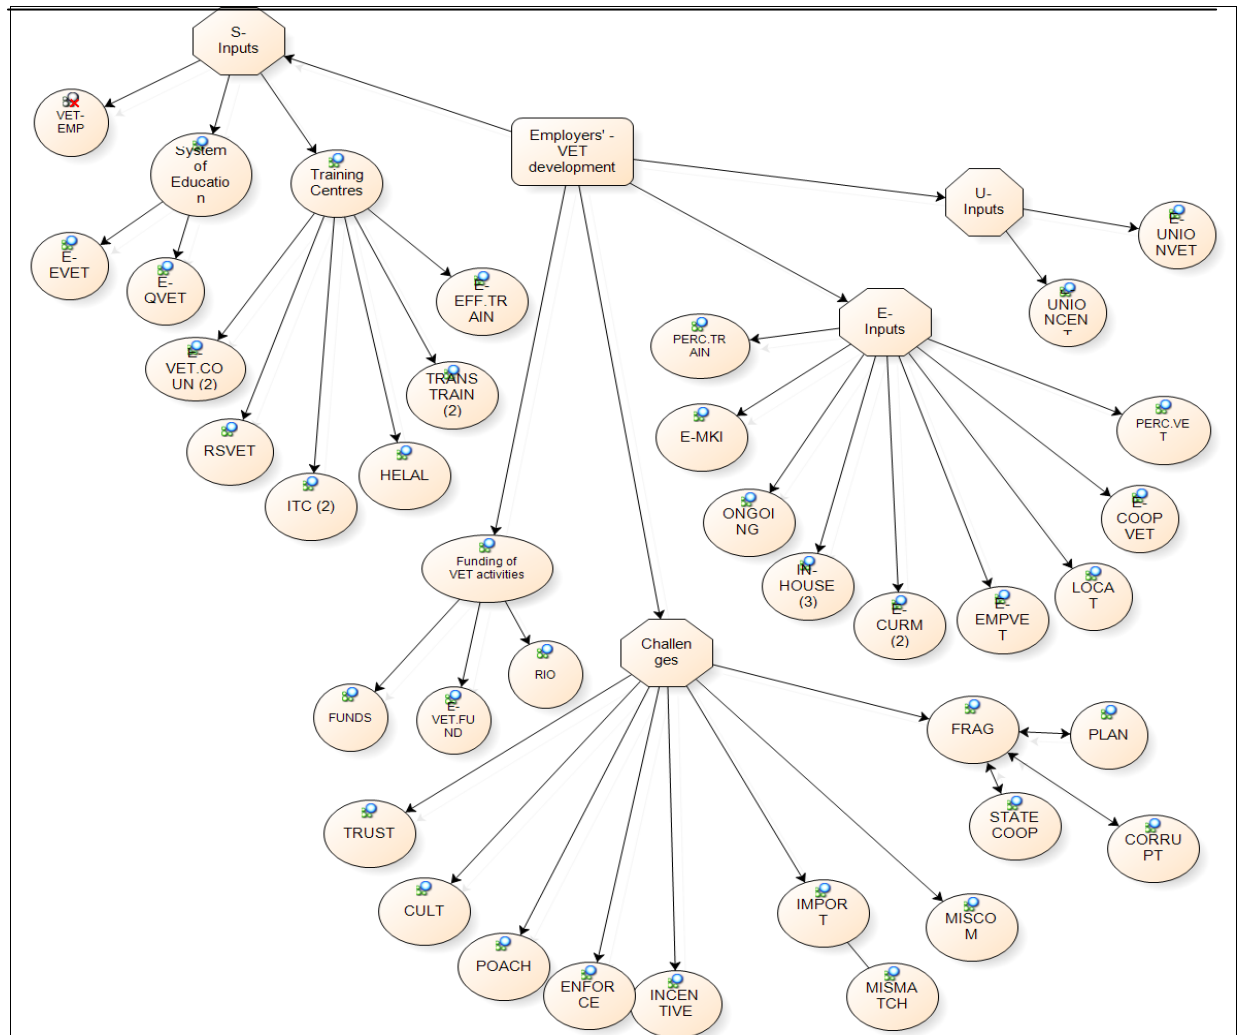 S-
Inputs
VET-
EMP
System
of
Educatio
n
Training
Centres
Employers' -
VET
development
U-
Inputs
E-
UNIO
NVET
E-
EVET
E-
QVET
E-
EFF.TR
AIN
UNIO
NCEN
T
E-
Inputs
PERC.TR
AIN
E-
VET.CO
UN (2)
TRANS
TRAIN
(2)
E-MKI
PERC.VE
T
RSVET
HELAL
ITC (2)
ONGOI
NG
E-
COOP
VET
IN-
HOUSE
(3)
LOCA
T
E-
CURM
(2)
E-
EMPVE
T
Funding of
VET activities
Challen
ges
RIO
FUNDS
E-
VET.FU
ND
FRAG
PLAN
TRUST
STATE
COOP
CORRU
PT
CULT
IMPOR
T
MISCO
M
POACH
ENFOR
CE
INCEN
TIVE
MISMA
TCH